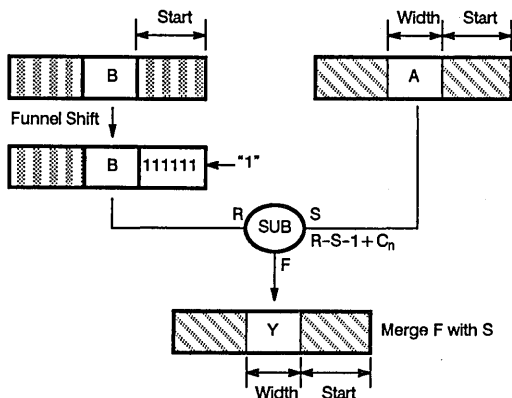 Start
Width
Start
B
A
Funnel Shift
B
111111
"1"
R
S
SUB
R-S-1+Cn
F
Y
Merge F with S
Width
Start